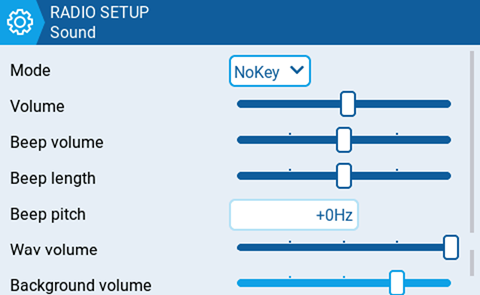 RADIO SETUP
Sound
Mode NoKey
Volume
Beep volume
Beep length
Beep pitch +0Hz
Wav volume
Background volume